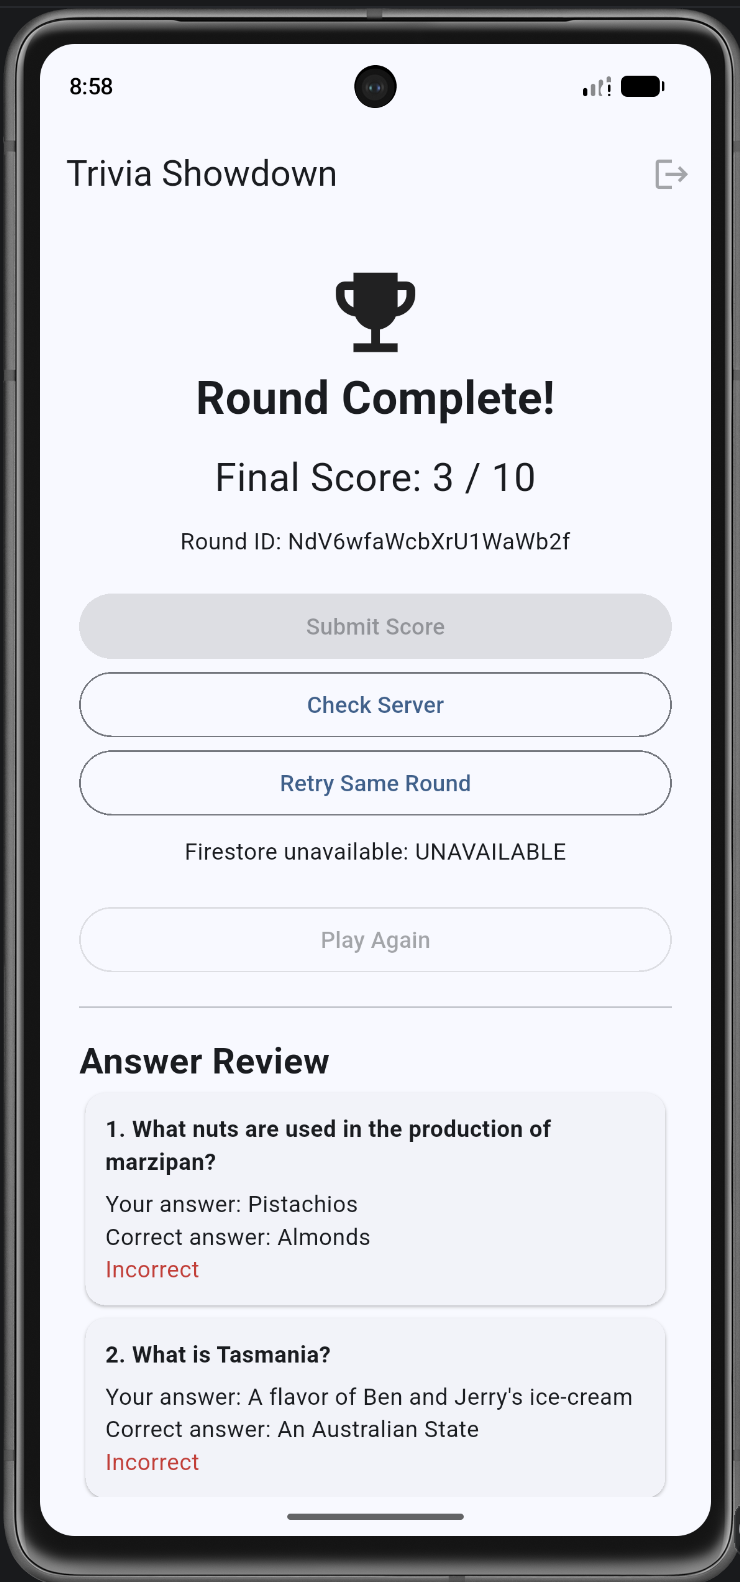 8:58
Trivia Showdown
Round Complete!
Final Score: 3 / 10
Round ID: NdV6wfaWcbXrU1WaWb2f
Submit Score
Check Server
Retry Same Round
Firestore unavailable: UNAVAILABLE
Play Again
Answer Review
1. What nuts are used in the production of
marzipan?
Your answer: Pistachios
Correct answer: Almonds
Incorrect
2. What is Tasmania?
Your answer: A flavor of Ben and Jerry's ice-cream
Correct answer: An Australian State
Incorrect